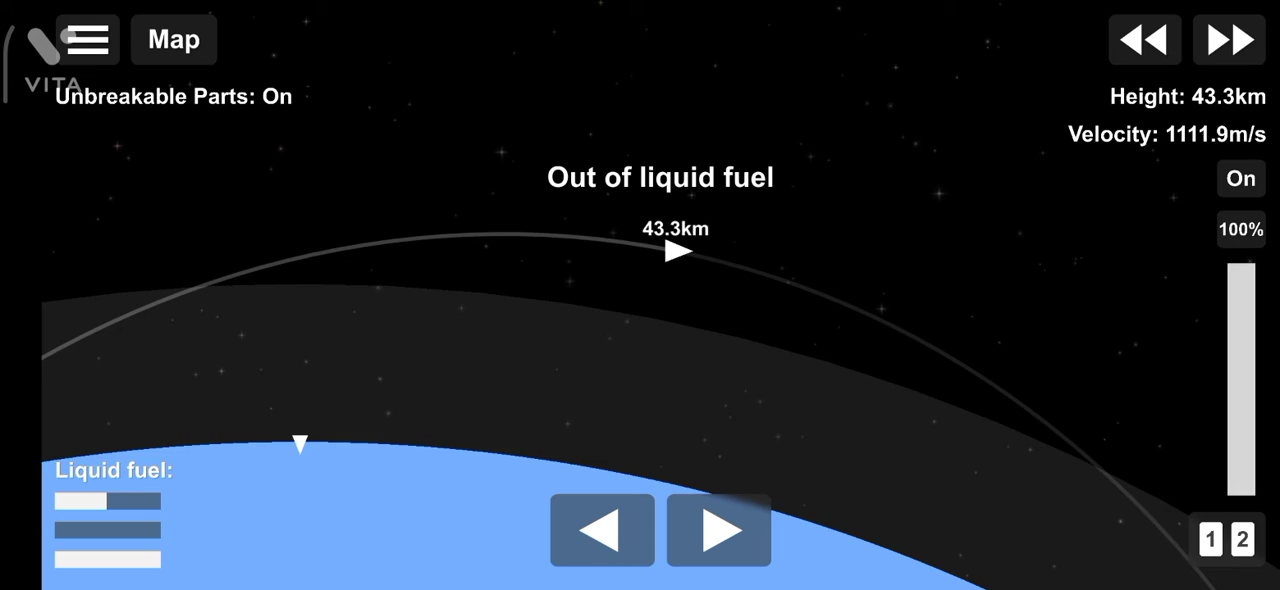 Map
VITA
Unbreakable Parts: On
Height: 43.3km
Velocity: 1111.9m/s
Out of liquid fuel
On
43.3km
100%
Liquid fuel:
1 2